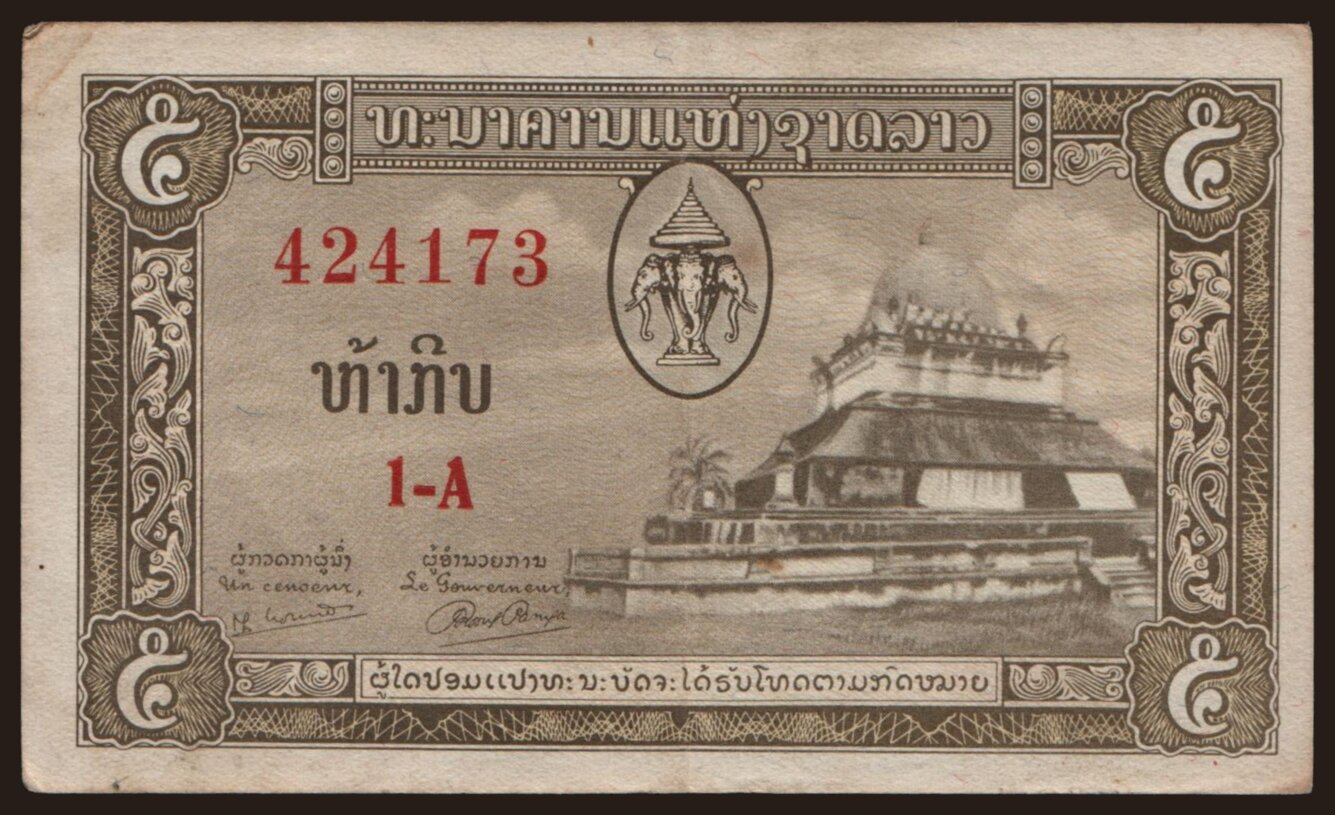 ໕ ທະນາຄານແຫ່ງຊາດລາວ ໕
424173
ຫ້າກີບ
1-A
ຜູ້ກວດກາຜູ້ນຶ່ງ ຜູ້ອຳນວຍການ
Un censeur, Le Gouverneur,
໕ ຜູ້ໃດປອມແປງທະນະບັດຈະໄດ້ຮັບໂທດຕາມກົດຫມາຍ ໕